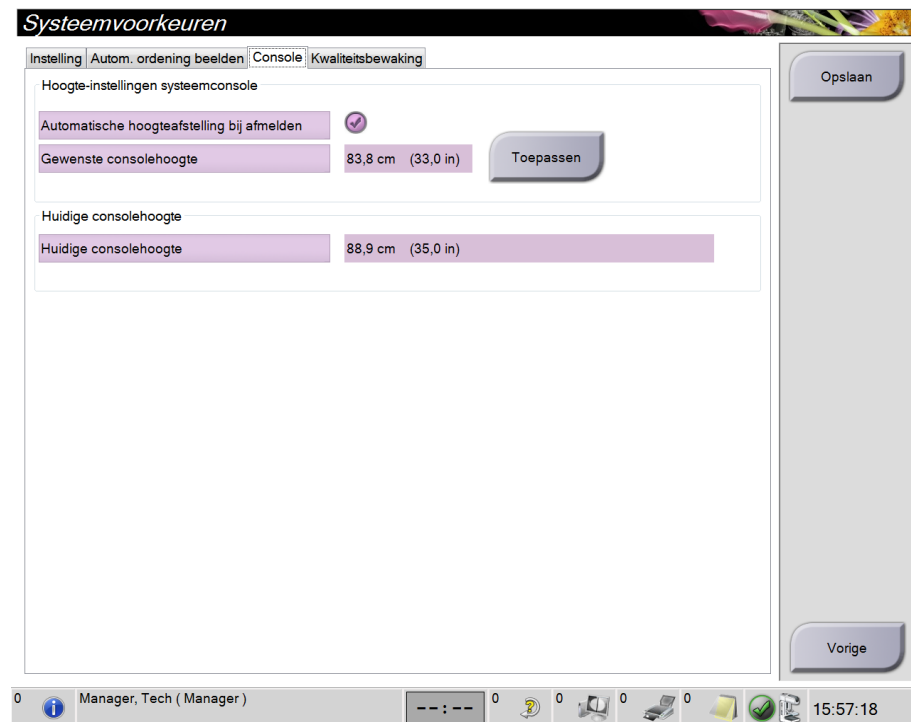 Systeemvoorkeuren
Instelling Autom. ordening beelden Console Kwaliteitsbewaking
Opslaan
Hoogte-instellingen systeemconsole
Automatische hoogteafstelling bij afmelden
Gewenste consolehoogte 83,8 cm (33,0 in) Toepassen
Huidige consolehoogte
Huidige consolehoogte 88,9 cm (35,0 in)
Vorige
0 Manager, Tech ( Manager ) --:-- 0 0 0 0 15:57:18